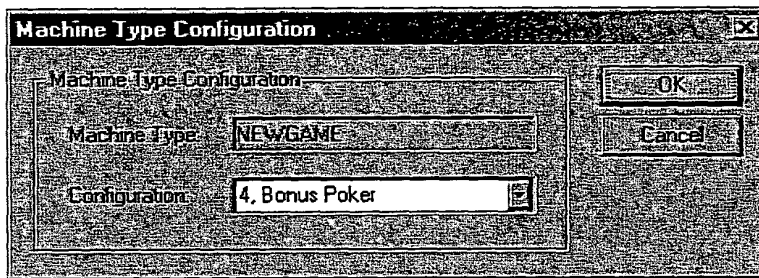 Machine Type Configuration
Machine Type Configuration
OK
Machine Type: NEWGAME
Cancel
Configuration: 4, Bonus Poker